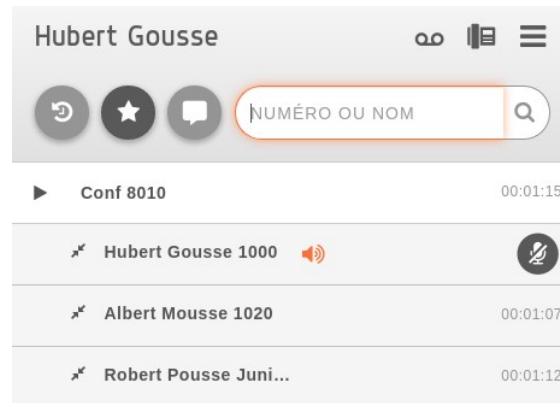 Hubert Gousse
NUMÉRO OU NOM
Conf 8010 00:01:15
Hubert Gousse 1000
Albert Mousse 1020 00:01:07
Robert Pousse Juni... 00:01:12